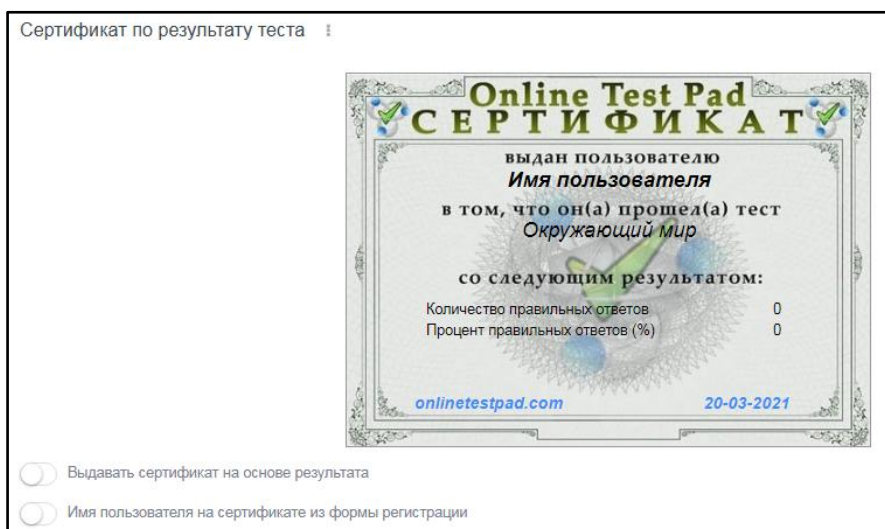 Сертификат по результату теста
Online Test Pad
СЕРТИФИКАТ
выдан пользователю
Имя пользователя
в том, что он(а) прошел(а) тест
Окружающий мир
со следующим результатом:
Количество правильных ответов 0
Процент правильных ответов (%) 0
onlinetestpad.com 20-03-2021
Выдавать сертификат на основе результата
Имя пользователя на сертификате из формы регистрации